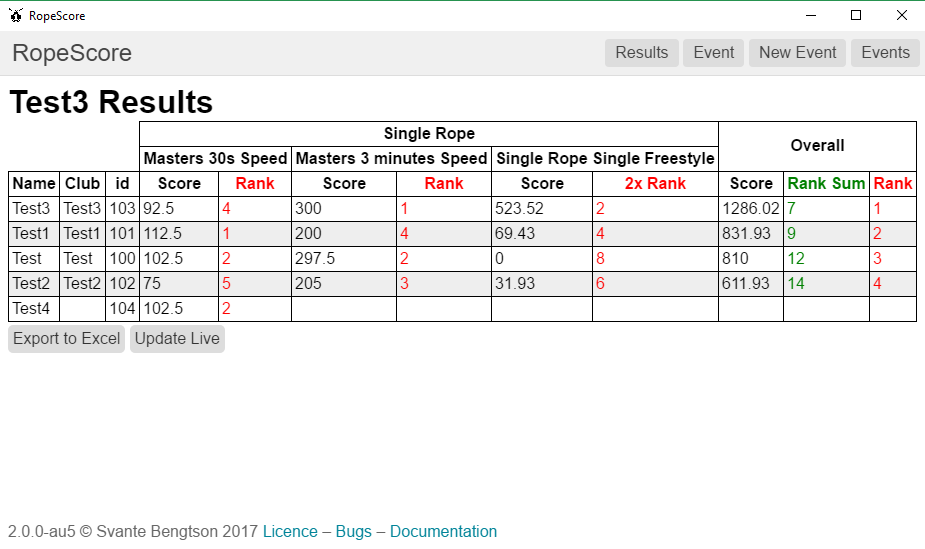 RopeScore
RopeScore Results Event New Event Events
Test3 Results
Single Rope Overall
Masters 30s Speed Masters 3 minutes Speed Single Rope Single Freestyle
Name Club id Score Rank Score Rank Score 2x Rank Score Rank Sum Rank
Test3 Test3 103 92.5 4 300 1 523.52 2 1286.02 7 1
Test1 Test1 101 112.5 1 200 4 69.43 4 831.93 9 2
Test Test 100 102.5 2 297.5 2 0 8 810 12 3
Test2 Test2 102 75 5 205 3 31.93 6 611.93 14 4
Test4 104 102.5 2
Export to Excel Update Live
2.0.0-au5 © Svante Bengtson 2017 Licence – Bugs – Documentation